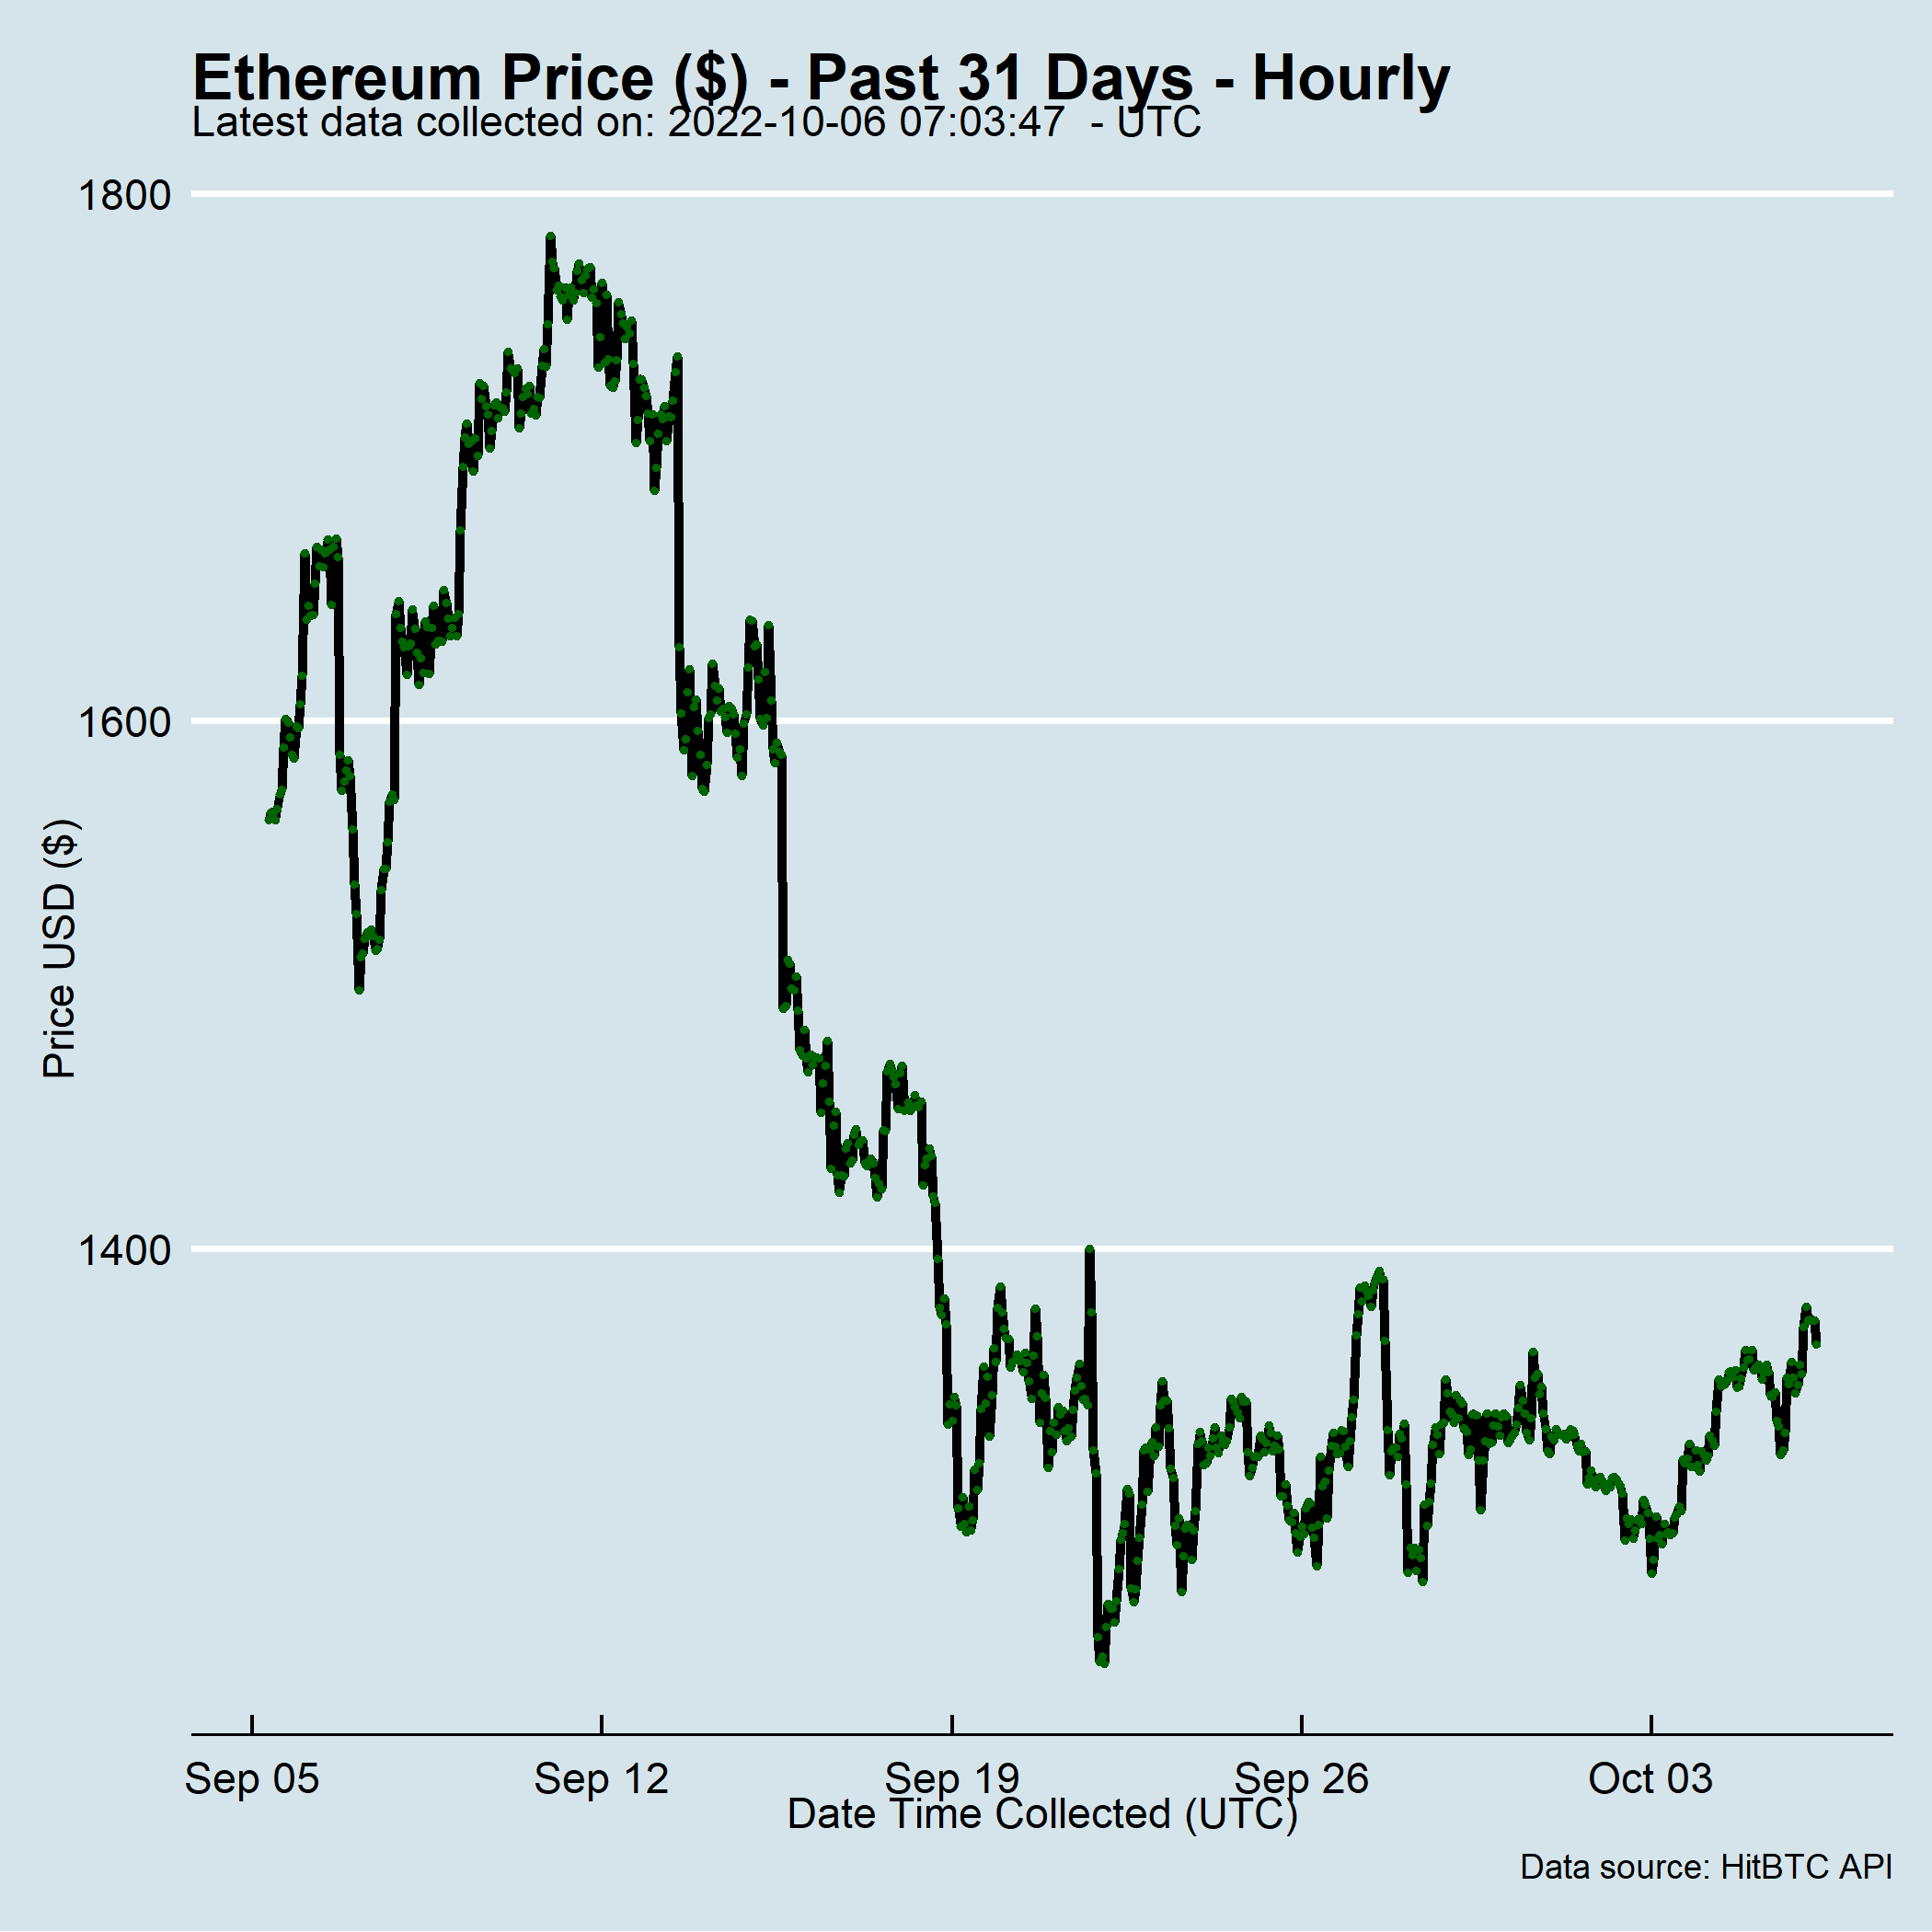 Ethereum Price ($) - Past 31 Days - Hourly
Latest data collected on: 2022-10-06 07:03:47  - UTC
1800
1600
1400
Price USD ($)
Sep 05
Sep 12
Sep 19
Sep 26
Oct 03
Date Time Collected (UTC)
Data source: HitBTC API